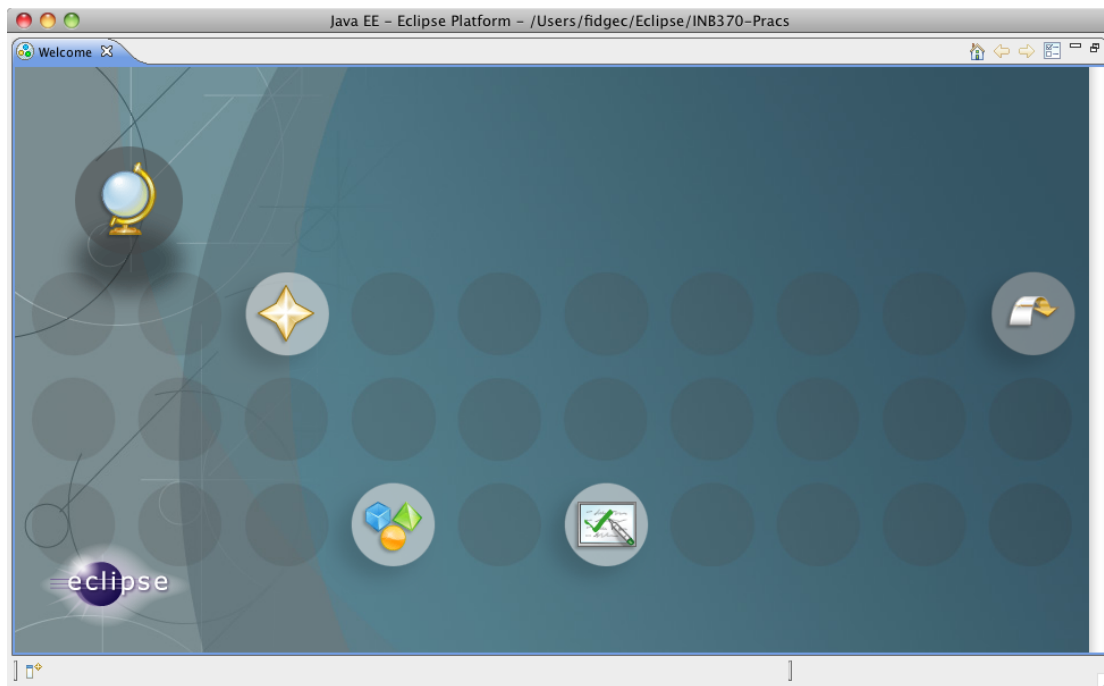 Java EE – Eclipse Platform – /Users/fidgec/Eclipse/INB370-Pracs
Welcome
eclipse